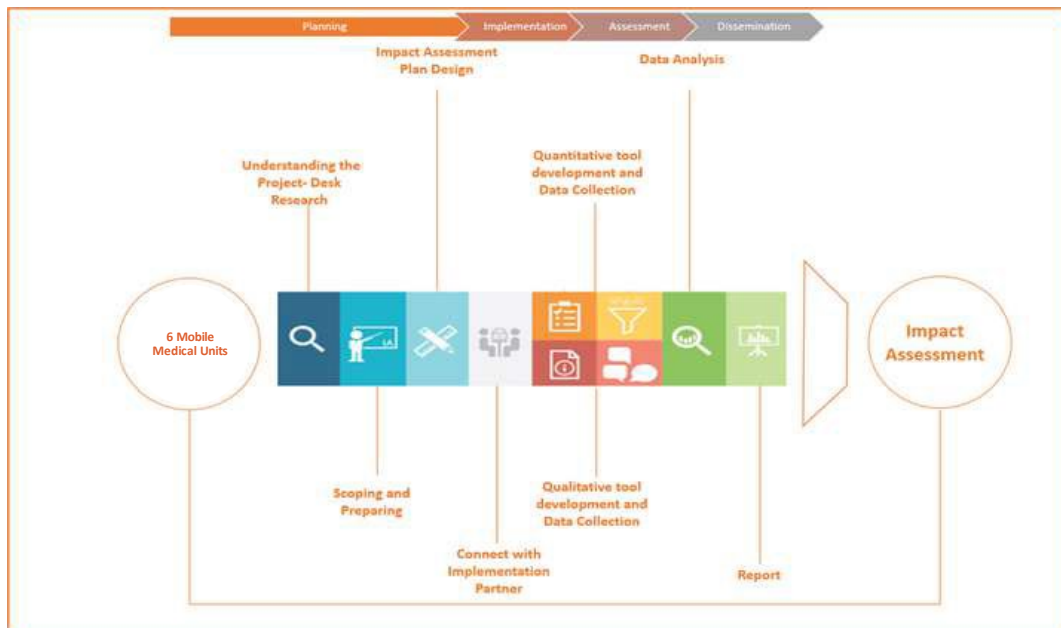 Planning
Implementation
Assessment
Dissemination
Impact Assessment
Plan Design
Data Analysis
Understanding the
Project- Desk
Research
Quantitative tool
development and
Data Collection
6 Mobile
Medical Units
IA
Impact
Assessment
Scoping and
Preparing
Qualitative tool
development and
Data Collection
Connect with
Implementation
Partner
Report